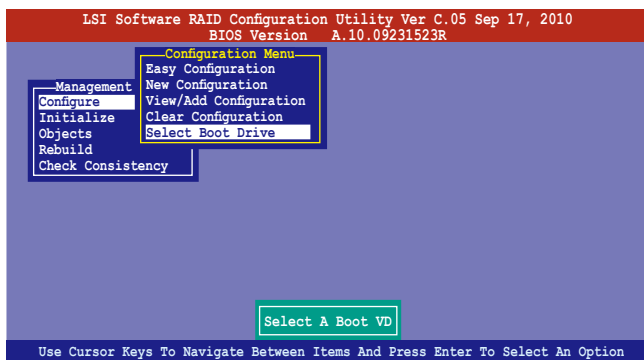 LSI Software RAID Configuration Utility Ver C.05 Sep 17, 2010
BIOS Version A.10.09231523R
Configuration Menu
Easy Configuration
New Configuration
View/Add Configuration
Clear Configuration
Select Boot Drive
Management
Configure
Initialize
Objects
Rebuild
Check Consistency
Select A Boot VD
Use Cursor Keys To Navigate Between Items And Press Enter To Select An Option